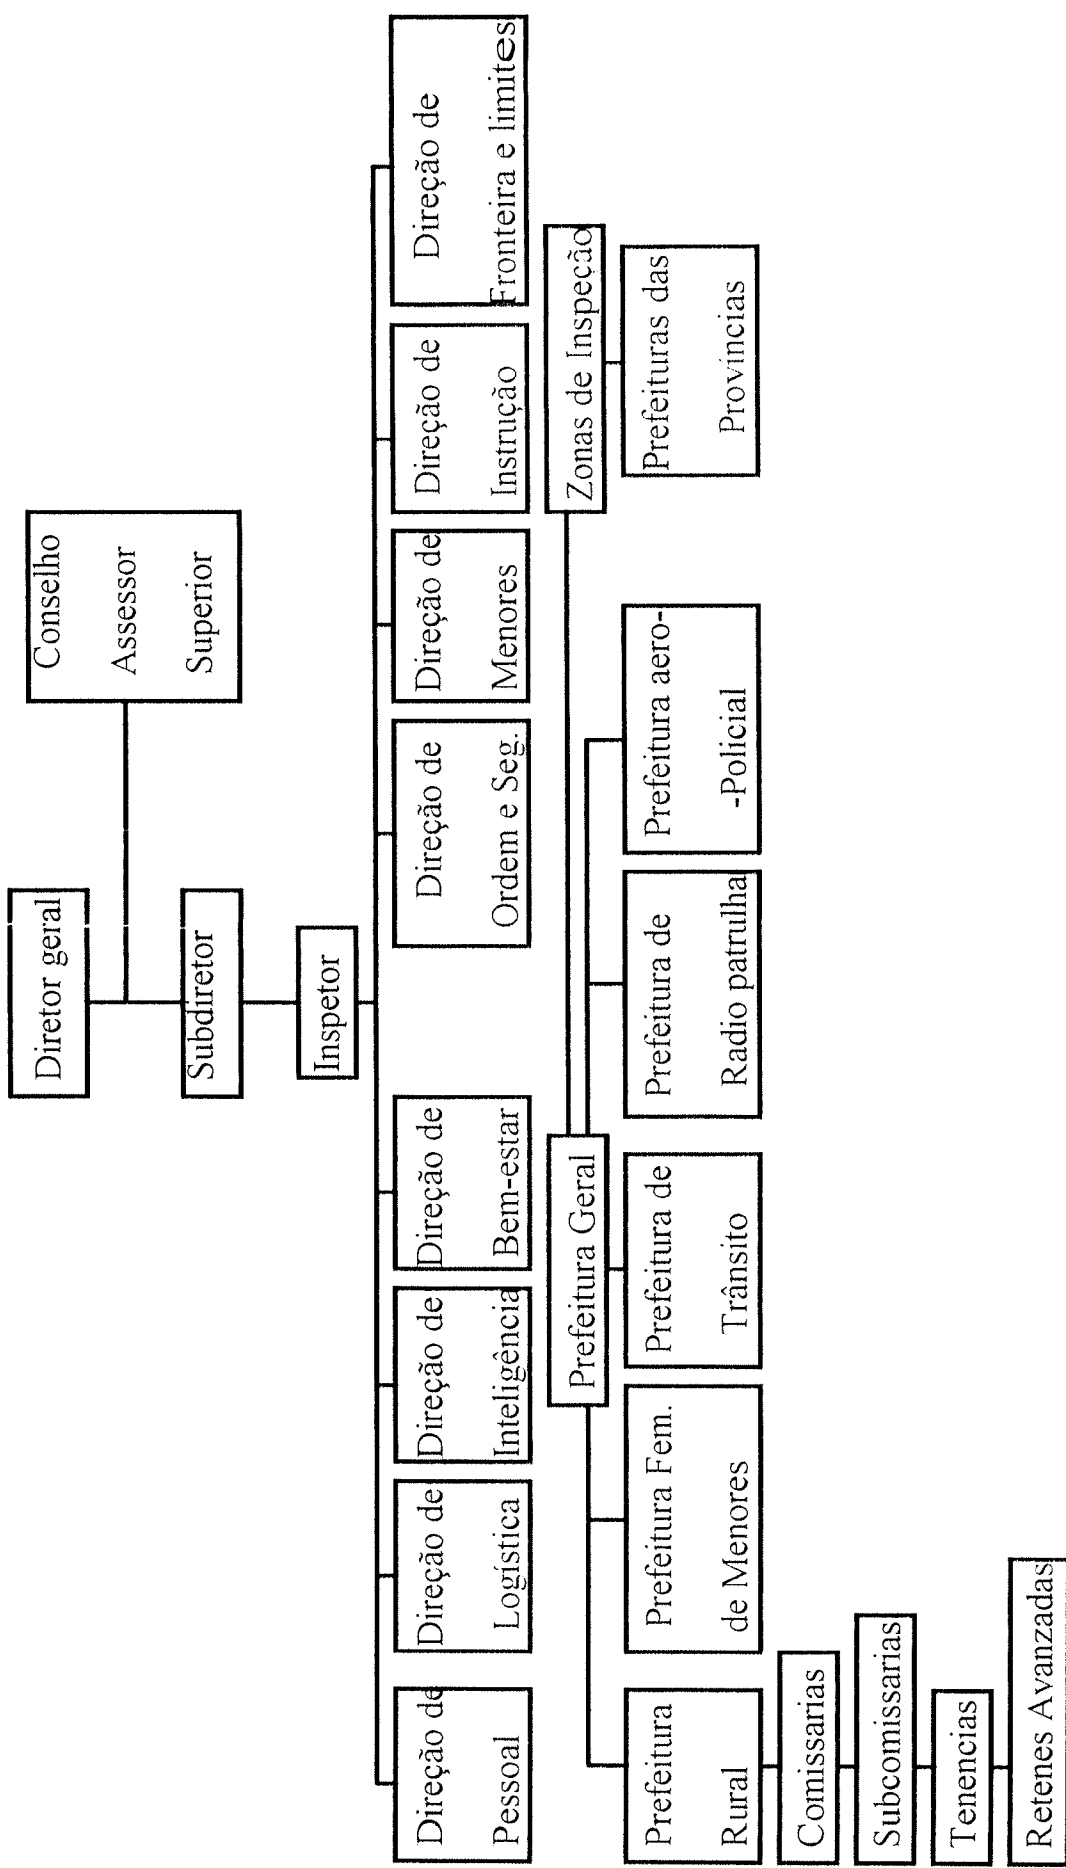 Diretor geral
Conselho
Assessor
Superior
Subdiretor
Inspetor
Direção de
Pessoal
Direção de
Logística
Direção de
Inteligência
Direção de
Bem-estar
Direção de
Ordem e Seg.
Direção de
Menores
Direção de
Instrução
Direção de
Fronteira e limites
Prefeitura Geral
Zonas de Inspeção
Prefeitura
Rural
Prefeitura Fem.
de Menores
Prefeitura de
Trânsito
Prefeitura de
Radio patrulha
Prefeitura aero-
-Policial
Prefeituras das
Províncias
Comissarias
Subcomissarias
Tenencias
Retenes Avanzadas